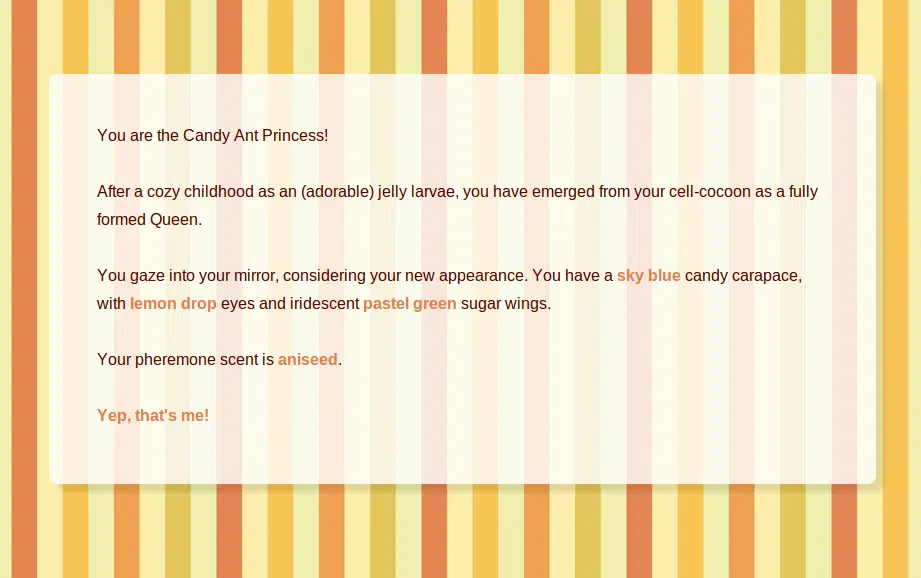 You are the Candy Ant Princess!
After a cozy childhood as an (adorable) jelly larvae, you have emerged from your cell-cocoon as a fully
formed Queen.
You gaze into your mirror, considering your new appearance. You have a sky blue candy carapace,
with lemon drop eyes and iridescent pastel green sugar wings.
Your pheremone scent is aniseed.
Yep, that's me!